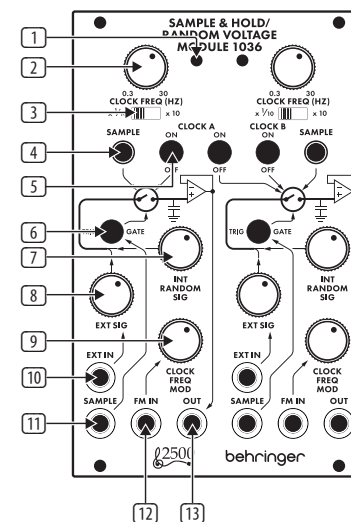 SAMPLE & HOLD/
RANDOM VOLTAGE
MODULE 1036
1
2
0.3 30
CLOCK FREQ (HZ)
x 1/10 x 10
0.3 30
CLOCK FREQ (HZ)
x 1/10 x 10
3
SAMPLE
CLOCK A
ON
ON
CLOCK B
ON
SAMPLE
4
OFF
OFF
OFF
5
TRIG GATE
6
TRIG GATE
7
INT
RANDOM
SIG
INT
RANDOM
SIG
8
EXT SIG
EXT SIG
9
EXT IN
CLOCK
FREQ
MOD
EXT IN
CLOCK
FREQ
MOD
10
SAMPLE FM IN OUT
SAMPLE FM IN OUT
11
2500
behringer
12
13